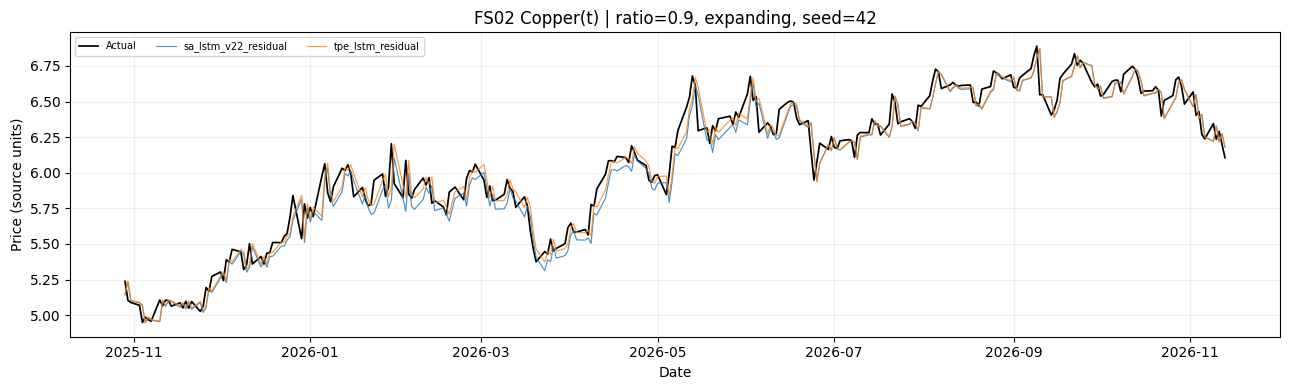 FS02 Copper(t) | ratio=0.9, expanding, seed=42
Actual sa_lstm_v22_residual tpe_lstm_residual
Price (source units)
6.75
6.50
6.25
6.00
5.75
5.50
5.25
5.00
2025-11 2026-01 2026-03 2026-05 2026-07 2026-09 2026-11
Date